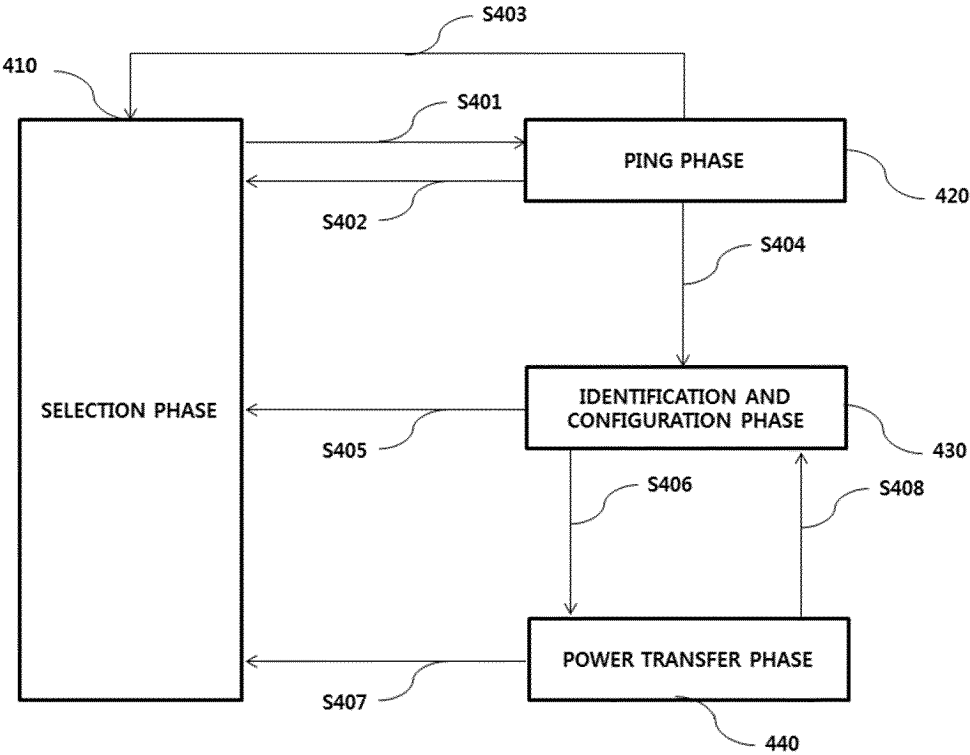 S403
410
S401
PING PHASE
420
S402
S404
SELECTION PHASE
IDENTIFICATION AND
CONFIGURATION PHASE
430
S405
S406
S408
POWER TRANSFER PHASE
S407
440